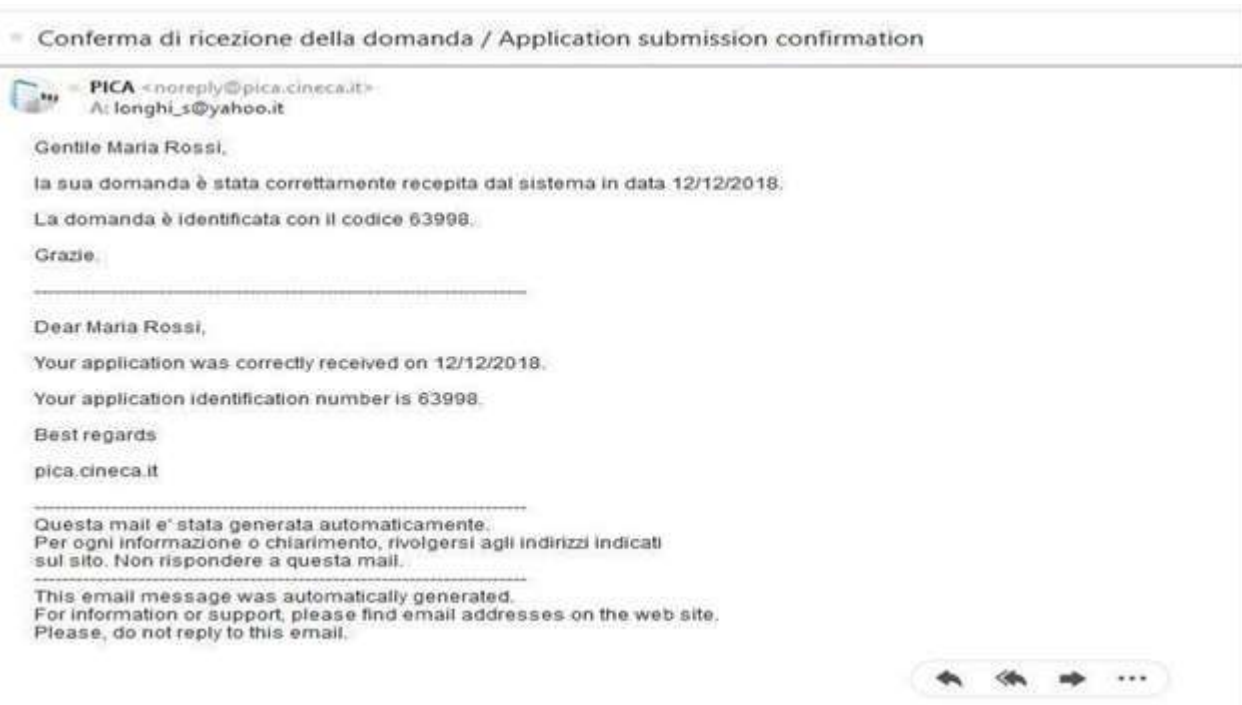 Conferma di ricezione della domanda / Application submission confirmation
PICA <noreply@pica.cineca.it>
A: longhi_s@yahoo.it
Gentile Maria Rossi,
la sua domanda è stata correttamente recepita dal sistema in data 12/12/2018.
La domanda è identificata con il codice 63998.
Grazie.
Dear Maria Rossi,
Your application was correctly received on 12/12/2018.
Your application identification number is 63998.
Best regards
pica.cineca.it
Questa mail e' stata generata automaticamente.
Per ogni informazione o chiarimento, rivolgersi agli indirizzi indicati
sul sito. Non rispondere a questa mail.
This email message was automatically generated.
For information or support, please find email addresses on the web site.
Please, do not reply to this email.